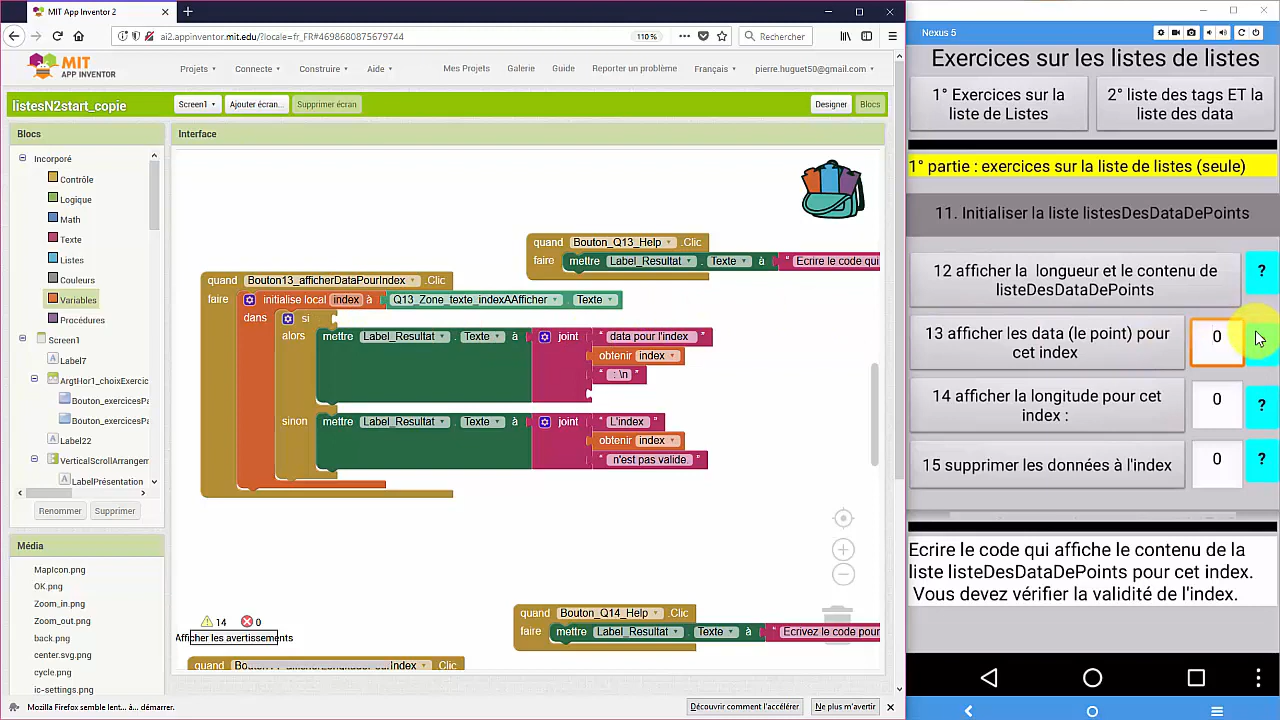 MIT App Inventor 2
ai2.appinventor.mit.edu/?locale=fr_FR#4698680875679744
110 %
Rechercher
MIT
APP INVENTOR
Projets
Connecte
Construire
Aide
Mes Projets
Galerie
Guide
Reporter un problème
Français
pierre.huguet50@gmail.com
listesN2start_copie
Screen1
Ajouter écran...
Supprimer écran
Designer
Blocs
Blocs
Interface
Incorporé
Contrôle
Logique
Math
Texte
Listes
Couleurs
Variables
Procédures
Screen1
Label7
ArgtHor1_choixExercic
Bouton_exercicesPa
Bouton_exercicesPa
Label22
VerticalScrollArrangem
LabelPrésentation
Renommer
Supprimer
Média
MapIcon.png
OK.png
Zoom_in.png
Zoom_out.png
back.png
center.svg.png
cycle.png
ic-settings.png
quand Bouton_Q13_Help .Clic
faire mettre Label_Resultat . Texte à " Ecrire le code qui
quand Bouton13_afficherDataPourIndex .Clic
faire initialise local index à Q13_Zone_texte_indexAAfficher . Texte
dans si
alors mettre Label_Resultat . Texte à joint " data pour l'index "
obtenir index
" : \n "
sinon mettre Label_Resultat . Texte à joint " L'index "
obtenir index
" n'est pas valide. "
quand Bouton_Q14_Help .Clic
faire mettre Label_Resultat . Texte à " Ecrivez le code pour
14 0
Afficher les avertissements
quand
.Clic
Mozilla Firefox semble lent... à... démarrer.
Découvrir comment l'accélérer
Ne plus m'avertir
Nexus 5
Exercices sur les listes de listes
1° Exercices sur la
liste de Listes
2° liste des tags ET la
liste des data
1° partie : exercices sur la liste de listes (seule)
11. Initialiser la liste listesDesDataDePoints
12 afficher la longueur et le contenu de
listeDesDataDePoints
?
13 afficher les data (le point) pour
cet index
0
14 afficher la longitude pour cet
index :
0
?
15 supprimer les données à l'index
0
?
Ecrire le code qui affiche le contenu de la
liste listeDesDataDePoints pour cet index.
Vous devez vérifier la validité de l'index.